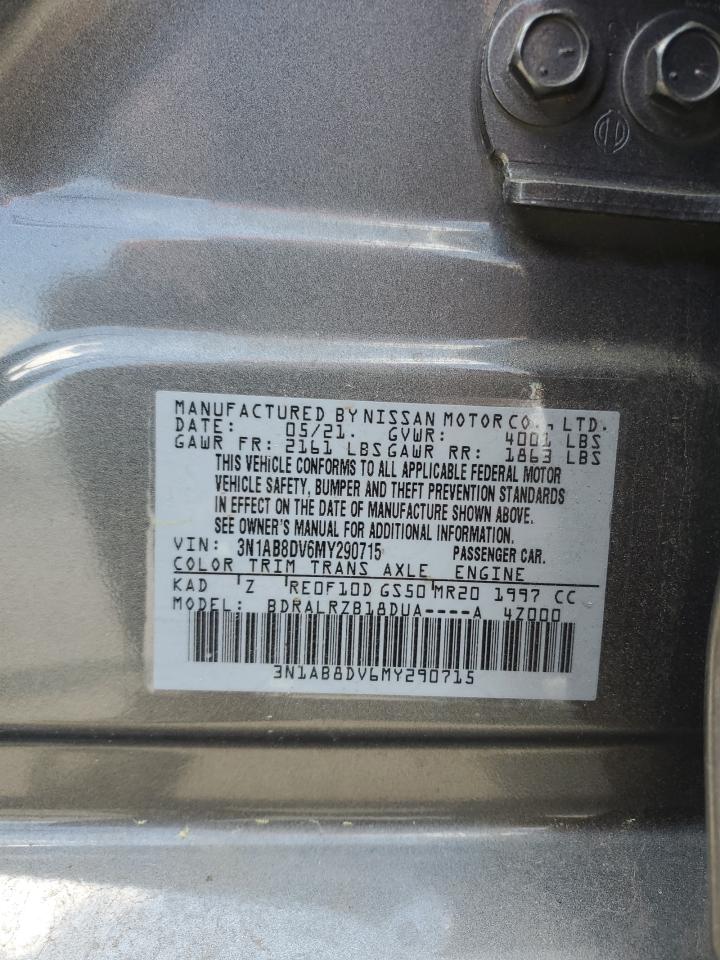 MANUFACTURED BY NISSAN MOTOR CO., LTD.
DATE: 05/21. GVWR: 4001 LBS
GAWR FR: 2161 LBS GAWR RR: 1863 LBS
THIS VEHICLE CONFORMS TO ALL APPLICABLE FEDERAL MOTOR
VEHICLE SAFETY, BUMPER AND THEFT PREVENTION STANDARDS
IN EFFECT ON THE DATE OF MANUFACTURE SHOWN ABOVE.
SEE OWNER'S MANUAL FOR ADDITIONAL INFORMATION.
VIN: 3N1AB8DV6MY290715 PASSENGER CAR.
COLOR TRIM TRANS AXLE ENGINE
KAD Z RE0F10D GS50 MR20 1997 CC
MODEL: BDRALRZB18DUA----A 4Z000
3N1AB8DV6MY290715